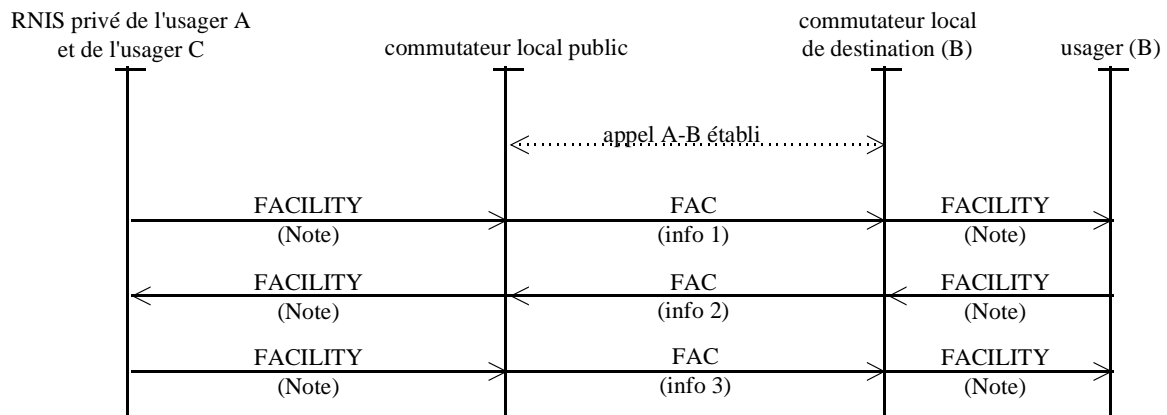 RNIS privé de l'usager A
et de l'usager C
commutateur local public
commutateur local
de destination (B)
usager (B)
appel A-B établi
FACILITY
(Note)
FAC
(info 1)
FACILITY
(Note)
FACILITY
(Note)
FAC
(info 2)
FACILITY
(Note)
FACILITY
(Note)
FAC
(info 3)
FACILITY
(Note)